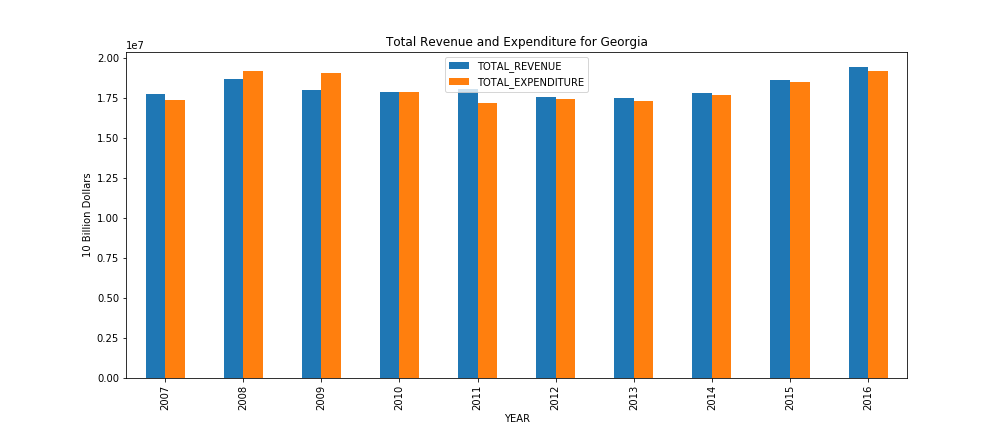 Total Revenue and Expenditure for Georgia
1e7
TOTAL_REVENUE
TOTAL_EXPENDITURE
2.00
1.75
1.50
1.25
1.00
0.75
0.50
0.25
0.00
10 Billion Dollars
2007 2008 2009 2010 2011 2012 2013 2014 2015 2016
YEAR